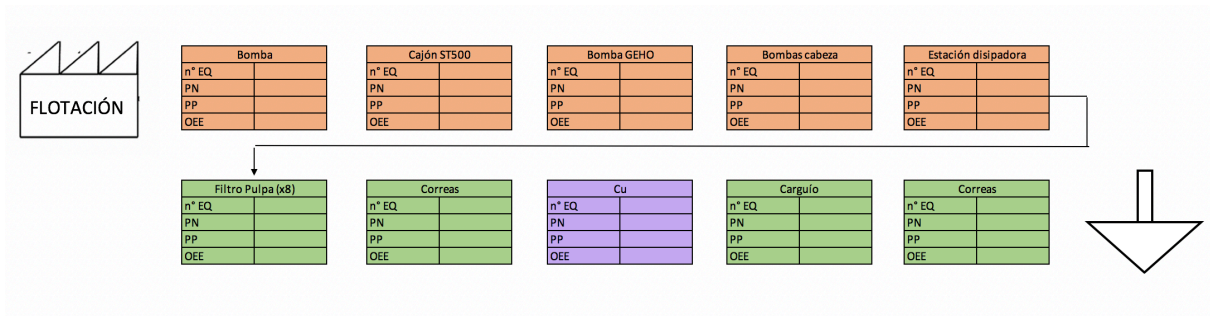 FLOTACIÓN
Bomba
n° EQ
PN
PP
OEE
Cajón ST500
n° EQ
PN
PP
OEE
Bomba GEHO
n° EQ
PN
PP
OEE
Bombas cabeza
n° EQ
PN
PP
OEE
Estación disipadora
n° EQ
PN
PP
OEE
Filtro Pulpa (x8)
n° EQ
PN
PP
OEE
Correas
n° EQ
PN
PP
OEE
Cu
n° EQ
PN
PP
OEE
Carguío
n° EQ
PN
PP
OEE
Correas
n° EQ
PN
PP
OEE